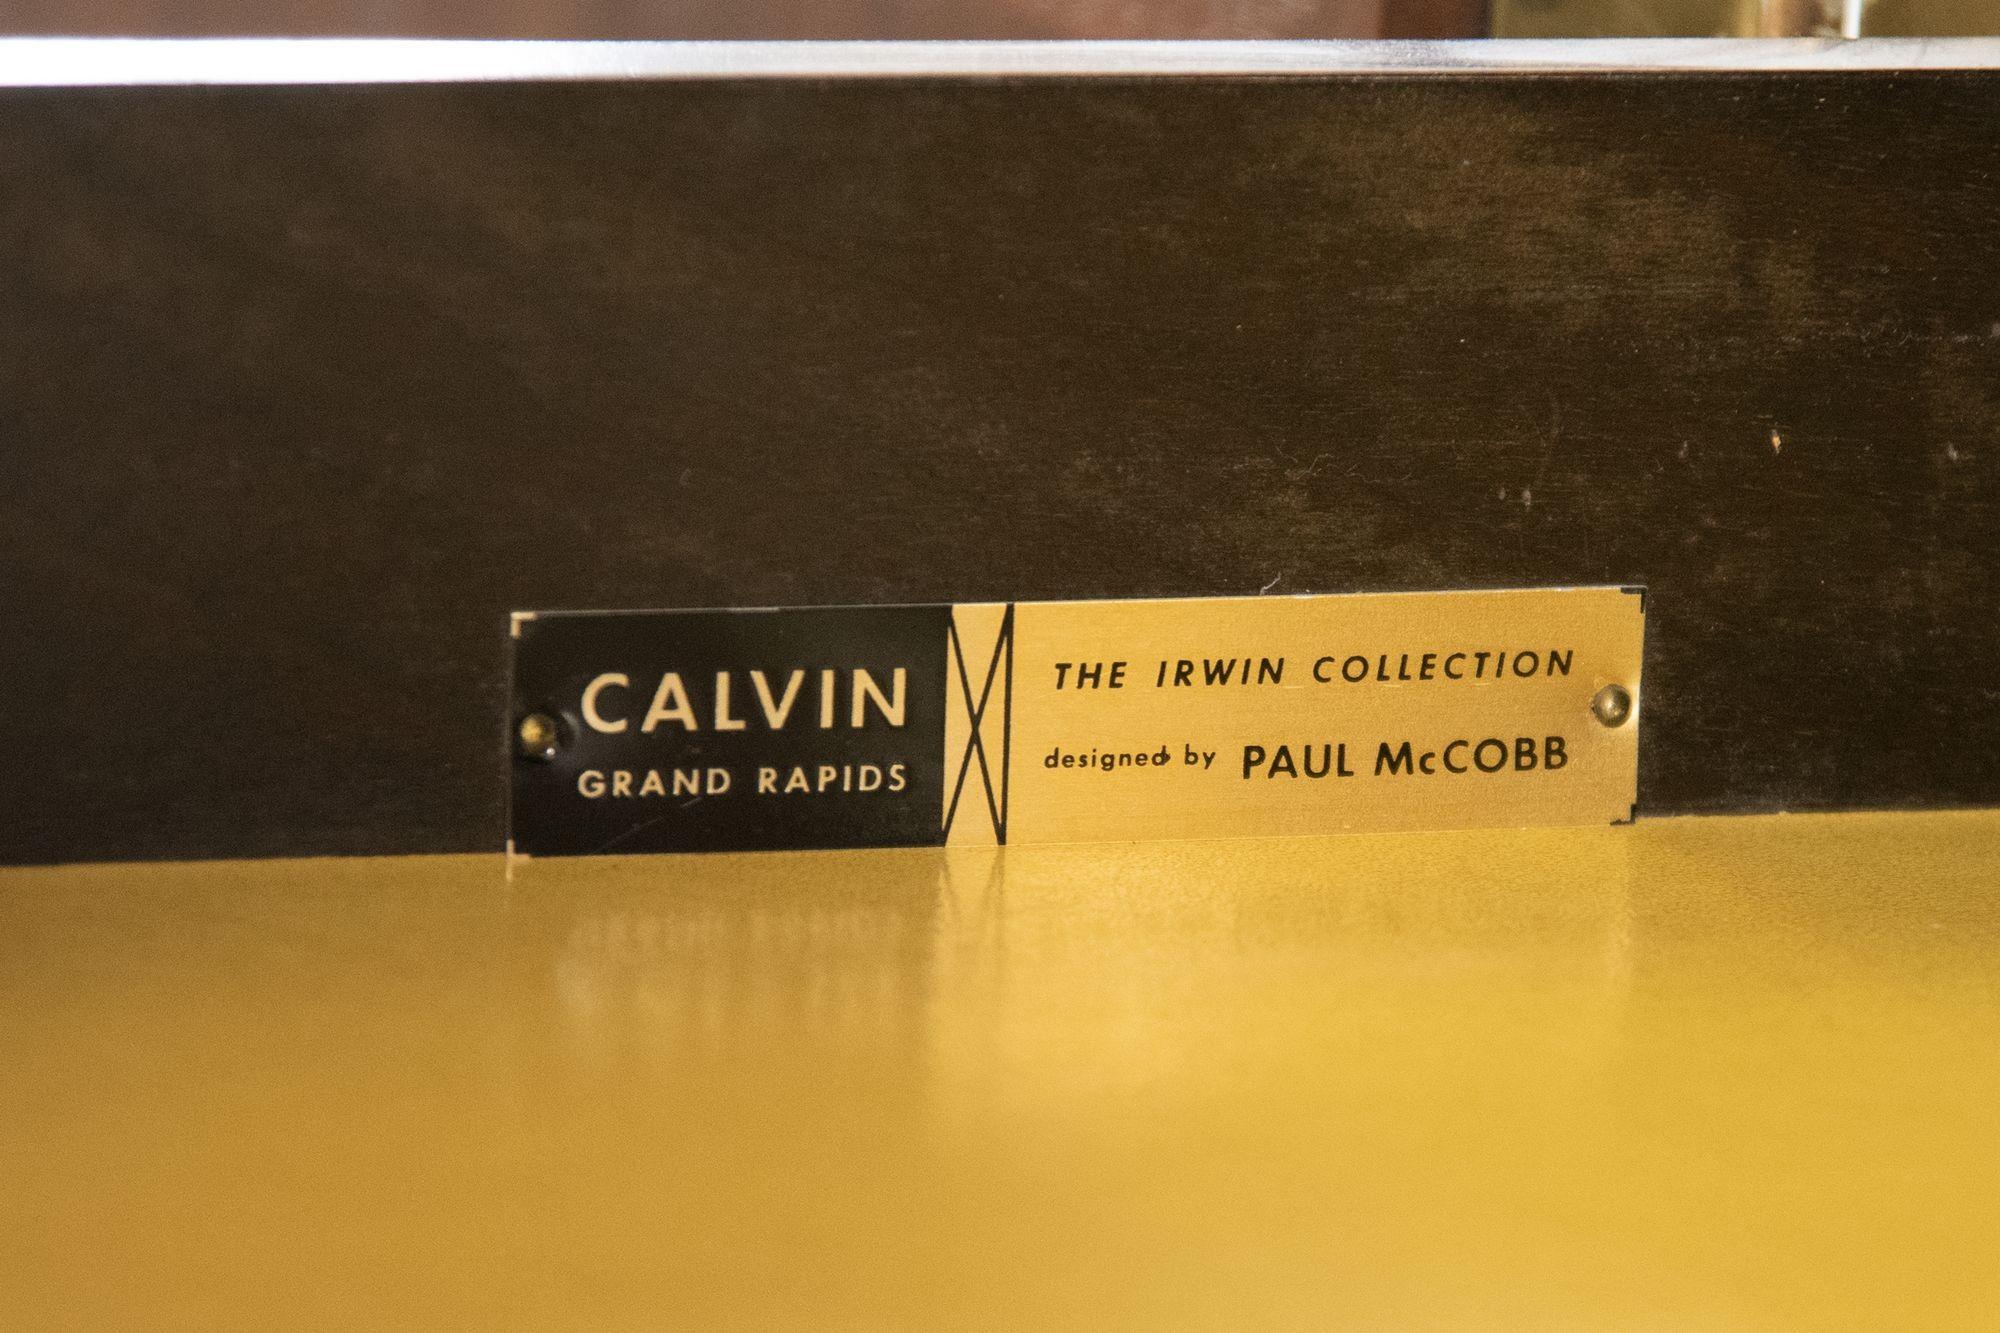 CALVIN
GRAND RAPIDS
THE IRWIN COLLECTION
designed by PAUL McCOBB